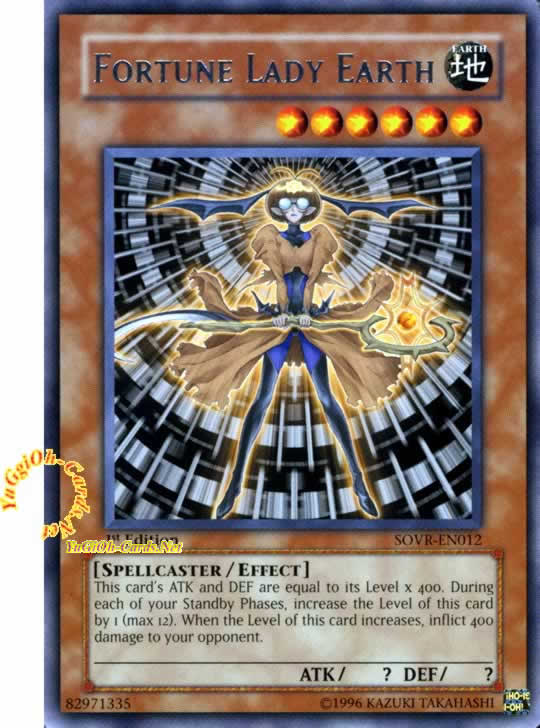 FORTUNE LADY EARTH
EARTH
地
YuGgiOh-Cards.Net
1st Edition
SOVR-EN012
YuGiOh-Cards.Net
[SPELLCASTER / EFFECT]
This card's ATK and DEF are equal to its Level x 400. During
each of your Standby Phases, increase the Level of this card
by 1 (max 12). When the Level of this card increases, inflict 400
damage to your opponent.
ATK/ ? DEF/ ?
82971335
©1996 KAZUKI TAKAHASHI